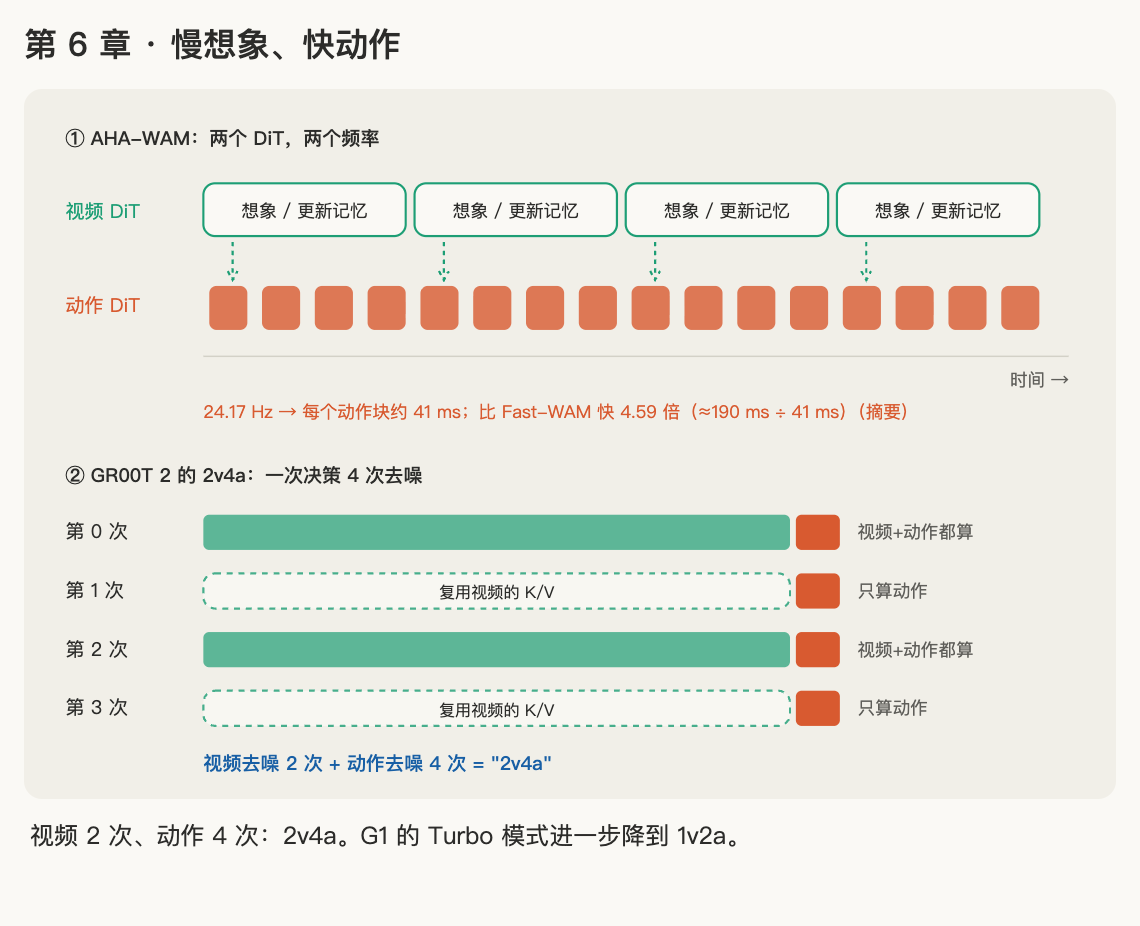 第 6 章 · 慢想象、快动作
① AHA–WAM：两个 DiT，两个频率
视频 DiT
想象 / 更新记忆
想象 / 更新记忆
想象 / 更新记忆
想象 / 更新记忆
动作 DiT
时间 →
24.17 Hz → 每个动作块约 41 ms；比 Fast–WAM 快 4.59 倍（≈190 ms ÷ 41 ms）（摘要）
② GR00T 2 的 2v4a：一次决策 4 次去噪
第 0 次
视频+动作都算
第 1 次
复用视频的 K/V
只算动作
第 2 次
视频+动作都算
第 3 次
复用视频的 K/V
只算动作
视频去噪 2 次 + 动作去噪 4 次 = "2v4a"
视频 2 次、动作 4 次：2v4a。G1 的 Turbo 模式进一步降到 1v2a。